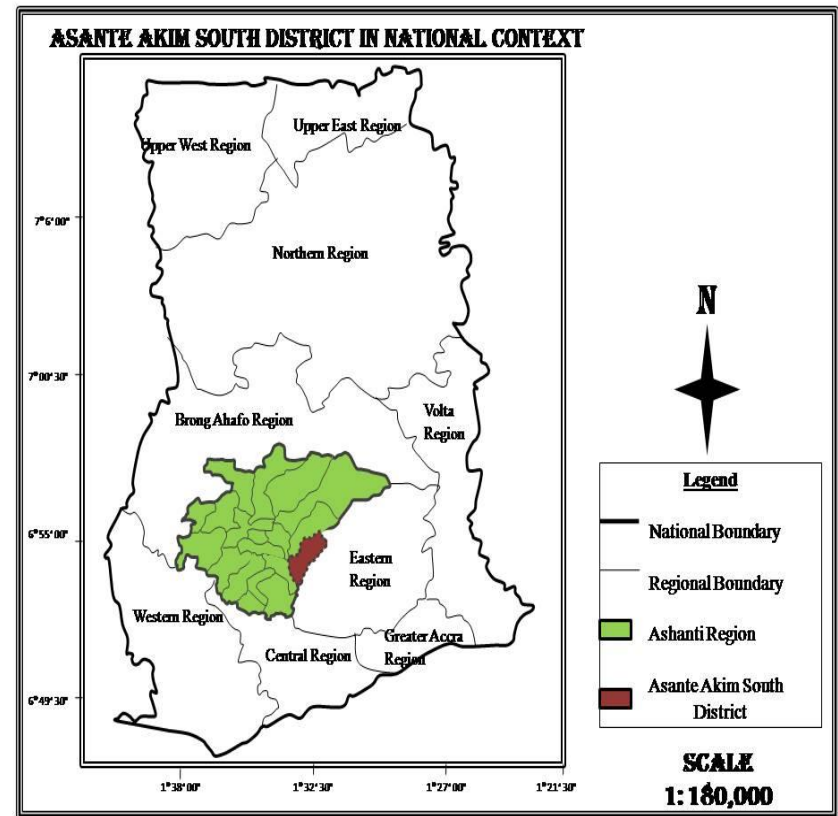 ASANTE AKIM SOUTH DISTRICT IN NATIONAL CONTEXT
Upper West Region
Upper East Region
7°6'00"
Northern Region
N
7°00'30"
Brong Ahafo Region
Volta
Region
Legend
National Boundary
6°55'00"
Eastern
Region
Regional Boundary
Western Region
Ashanti Region
Central Region
Greater Accra
Region
Asante Akim South
District
6°49'30"
SCALE
1:180,000
1°38'00"
1°32'30"
1°27'00"
1°21'30"